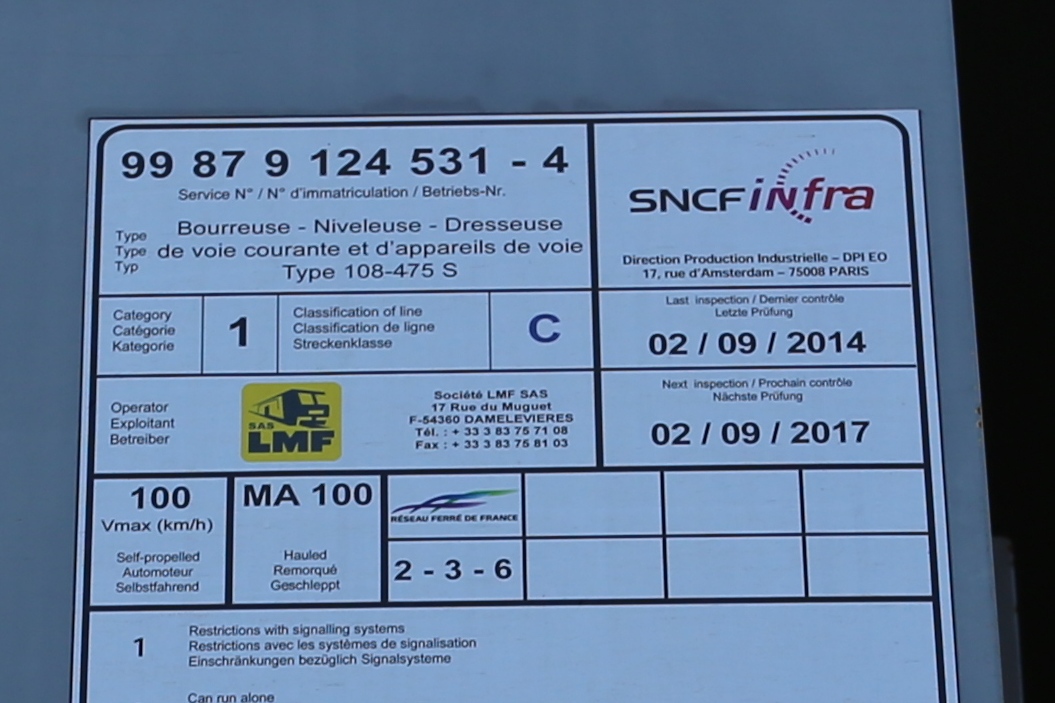 99 87 9 124 531 - 4
Service N° / N° d'immatriculation / Betriebs-Nr.
Type
Type
Typ
Bourreuse - Niveleuse - Dresseuse
de voie courante et d'appareils de voie
Type 108-475 S
SNCF infra
Direction Production Industrielle – DPI EO
17, rue d'Amsterdam – 75008 PARIS
Category
Catégorie
Kategorie
1
Classification of line
Classification de ligne
Streckenklasse
C
Last inspection / Dernier contrôle
Letzte Prüfung
02 / 09 / 2014
Operator
Exploitant
Betreiber
SAS
LMF
Société LMF SAS
17 Rue du Muguet
F-54360 DAMELEVIERES
Tél. : + 33 3 83 75 71 08
Fax : + 33 3 83 75 81 03
Next inspection / Prochain contrôle
Nächste Prüfung
02 / 09 / 2017
100
Vmax (km/h)
Self-propelled
Automoteur
Selbstfahrend
MA 100
Hauled
Remorqué
Geschleppt
RÉSEAU FERRÉ DE FRANCE
2 - 3 - 6
1
Restrictions with signalling systems
Restrictions avec les systèmes de signalisation
Einschränkungen bezüglich Signalsysteme
Can run alone